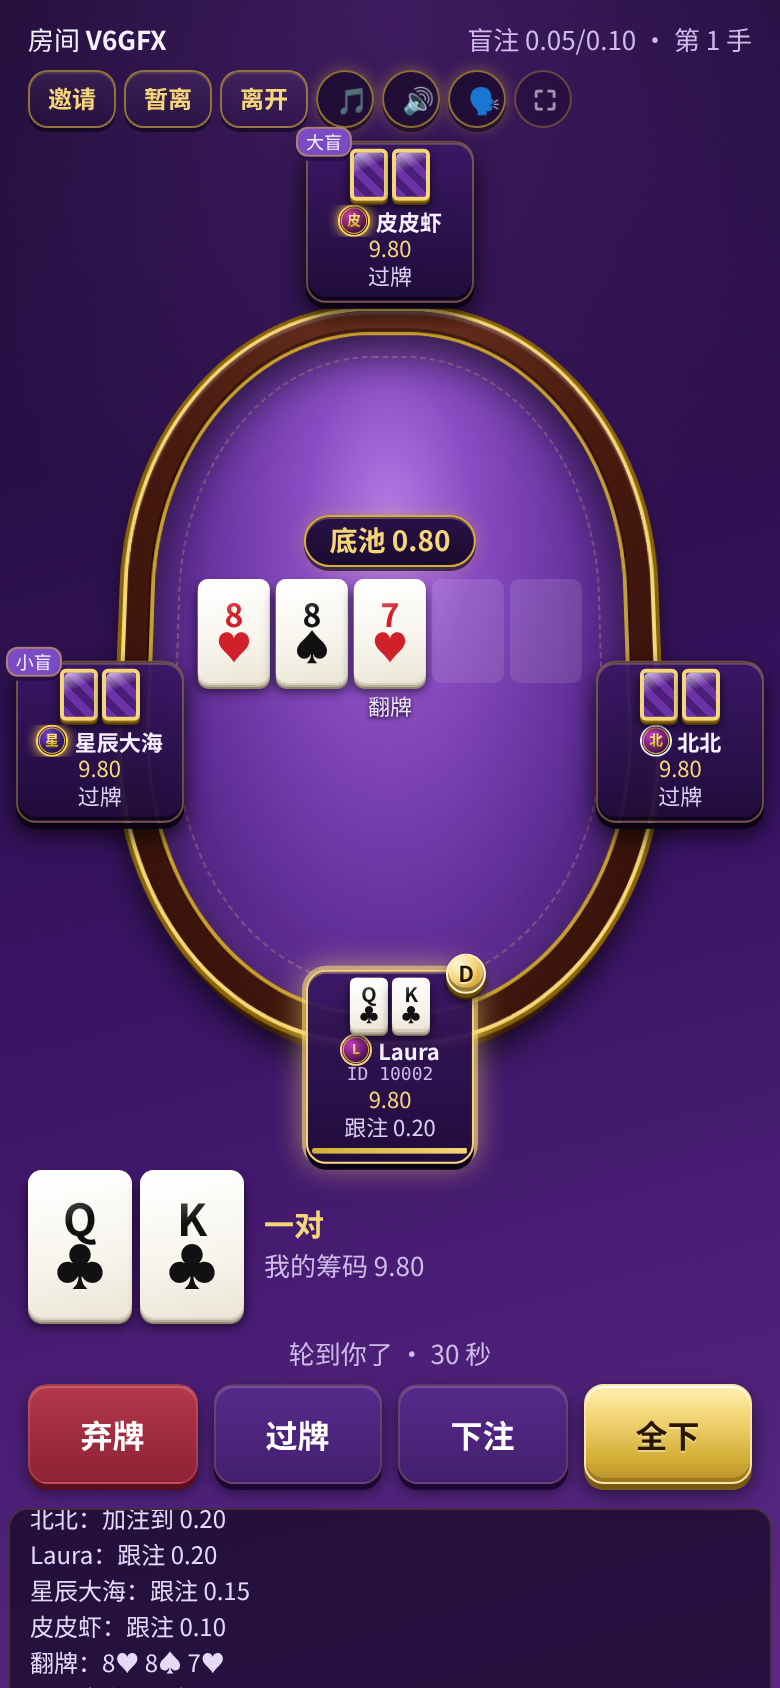 房间 V6GFX
盲注 0.05/0.10 · 第 1 手
邀请 暂离 离开
大盲
皮 皮皮虾
9.80
过牌
底池 0.80
8♥ 8♠ 7♥
翻牌
小盲
星 星辰大海
9.80
过牌
北 北北
9.80
过牌
D
Q♣ K♣
L Laura
ID 10002
9.80
跟注 0.20
Q♣ K♣
一对
我的筹码 9.80
轮到你了 · 30 秒
弃牌 过牌 下注 全下
北北：加注到 0.20
Laura：跟注 0.20
星辰大海：跟注 0.15
皮皮虾：跟注 0.10
翻牌：8♥ 8♠ 7♥